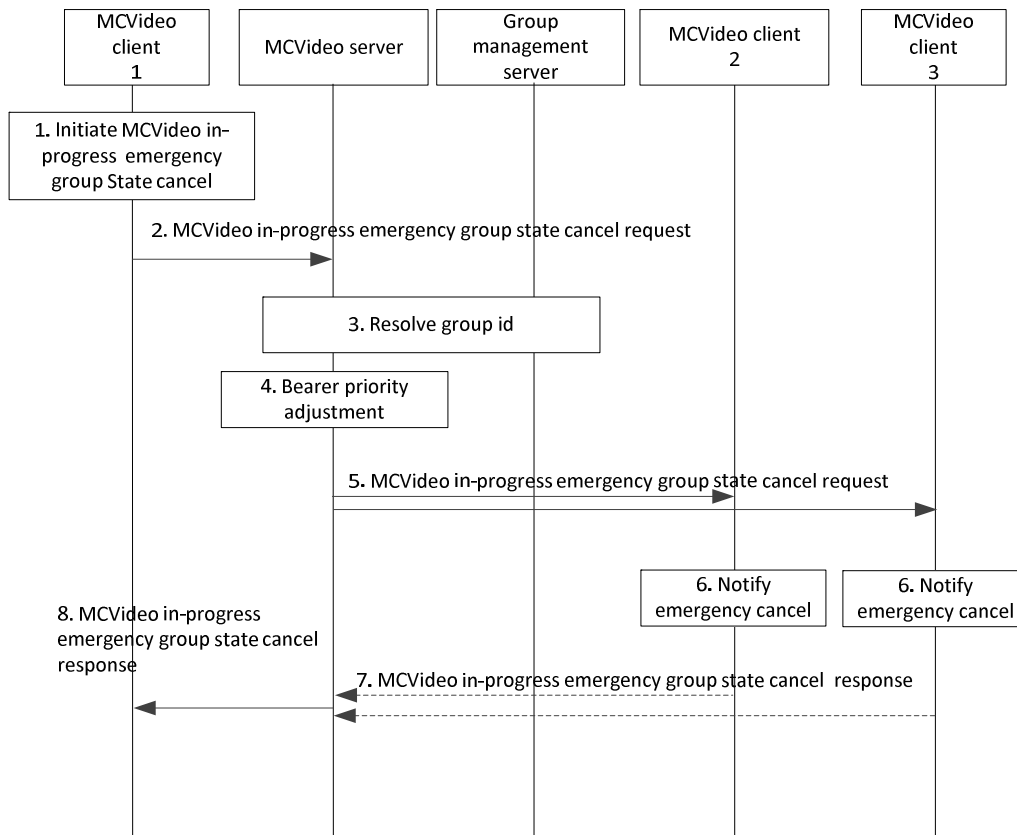 MCVideo
client
1
MCVideo server
Group
management
server
MCVideo client
2
MCVideo
client
3
1. Initiate MCVideo in-
progress emergency
group State cancel
2. MCVideo in-progress emergency group state cancel request
3. Resolve group id
4. Bearer priority
adjustment
5. MCVideo in-progress emergency group state cancel request
6. Notify
emergency cancel
6. Notify
emergency cancel
8. MCVideo in-progress
emergency group state cancel
response
7. MCVideo in-progress emergency group state cancel response